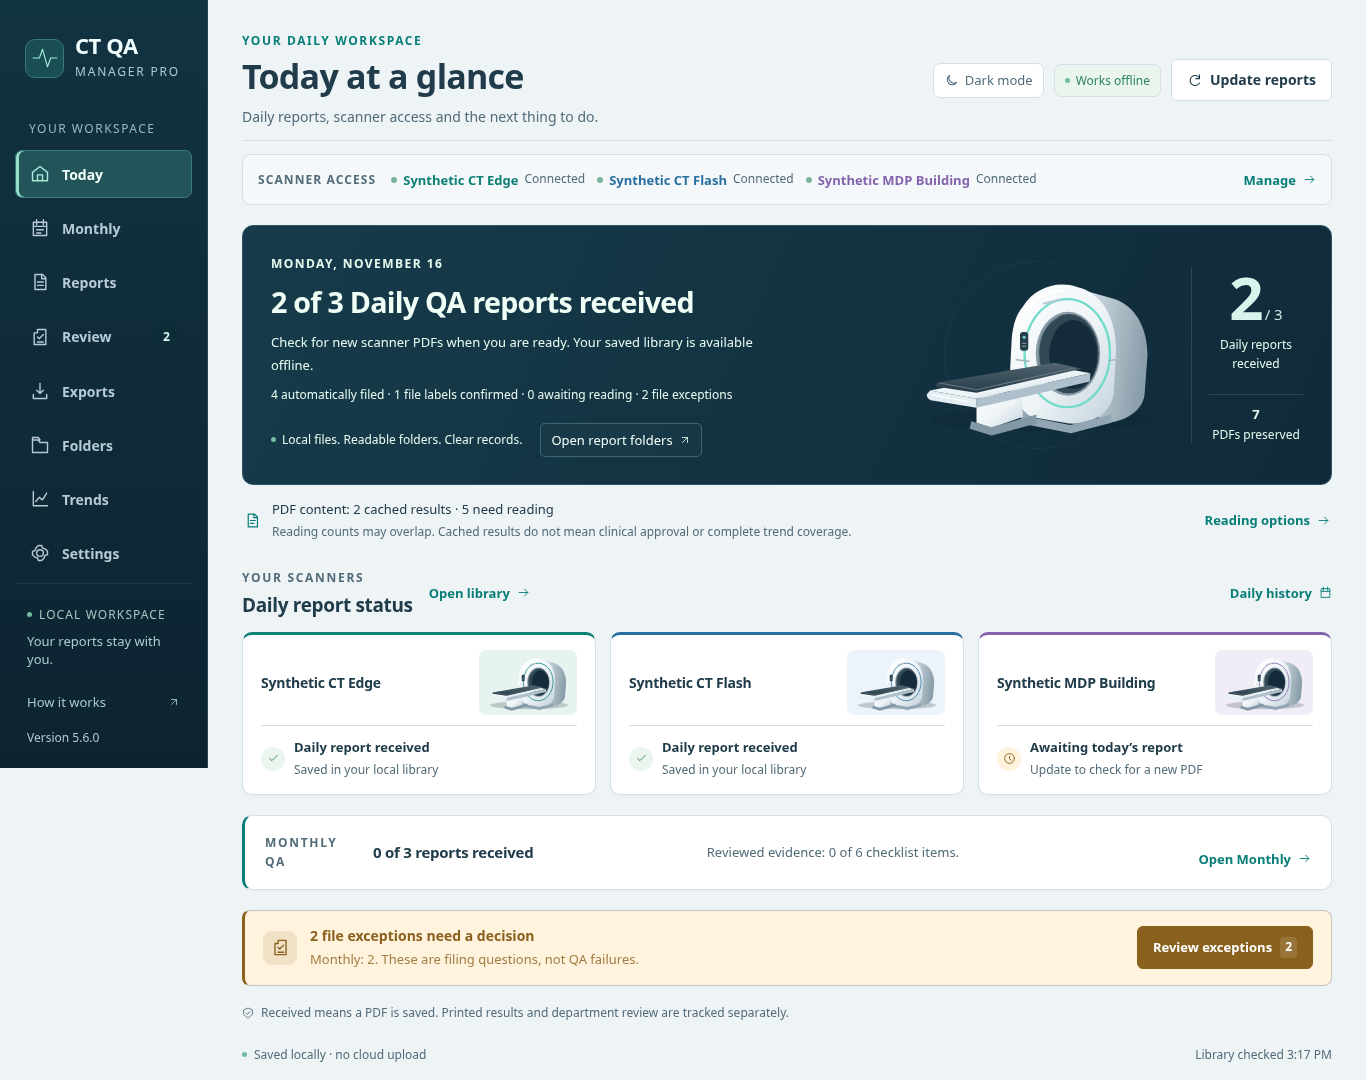 CT QA
MANAGER PRO
YOUR WORKSPACE
Today
Monthly
Reports
Review 2
Exports
Folders
Trends
Settings
LOCAL WORKSPACE
Your reports stay with
you.
How it works
Version 5.6.0
YOUR DAILY WORKSPACE
Today at a glance
Daily reports, scanner access and the next thing to do.
Dark mode
Works offline
Update reports
SCANNER ACCESS Synthetic CT Edge Connected Synthetic CT Flash Connected Synthetic MDP Building Connected Manage
MONDAY, NOVEMBER 16
2 of 3 Daily QA reports received
Check for new scanner PDFs when you are ready. Your saved library is available
offline.
4 automatically filed · 1 file labels confirmed · 0 awaiting reading · 2 file exceptions
Local files. Readable folders. Clear records. Open report folders
2 / 3
Daily reports
received
7
PDFs preserved
PDF content: 2 cached results · 5 need reading
Reading counts may overlap. Cached results do not mean clinical approval or complete trend coverage.
Reading options
YOUR SCANNERS
Daily report status
Open library
Daily history
Synthetic CT Edge
Daily report received
Saved in your local library
Synthetic CT Flash
Daily report received
Saved in your local library
Synthetic MDP Building
Awaiting today’s report
Update to check for a new PDF
MONTHLY
QA
0 of 3 reports received
Reviewed evidence: 0 of 6 checklist items.
Open Monthly
2 file exceptions need a decision
Monthly: 2. These are filing questions, not QA failures.
Review exceptions 2
Received means a PDF is saved. Printed results and department review are tracked separately.
Saved locally · no cloud upload
Library checked 3:17 PM